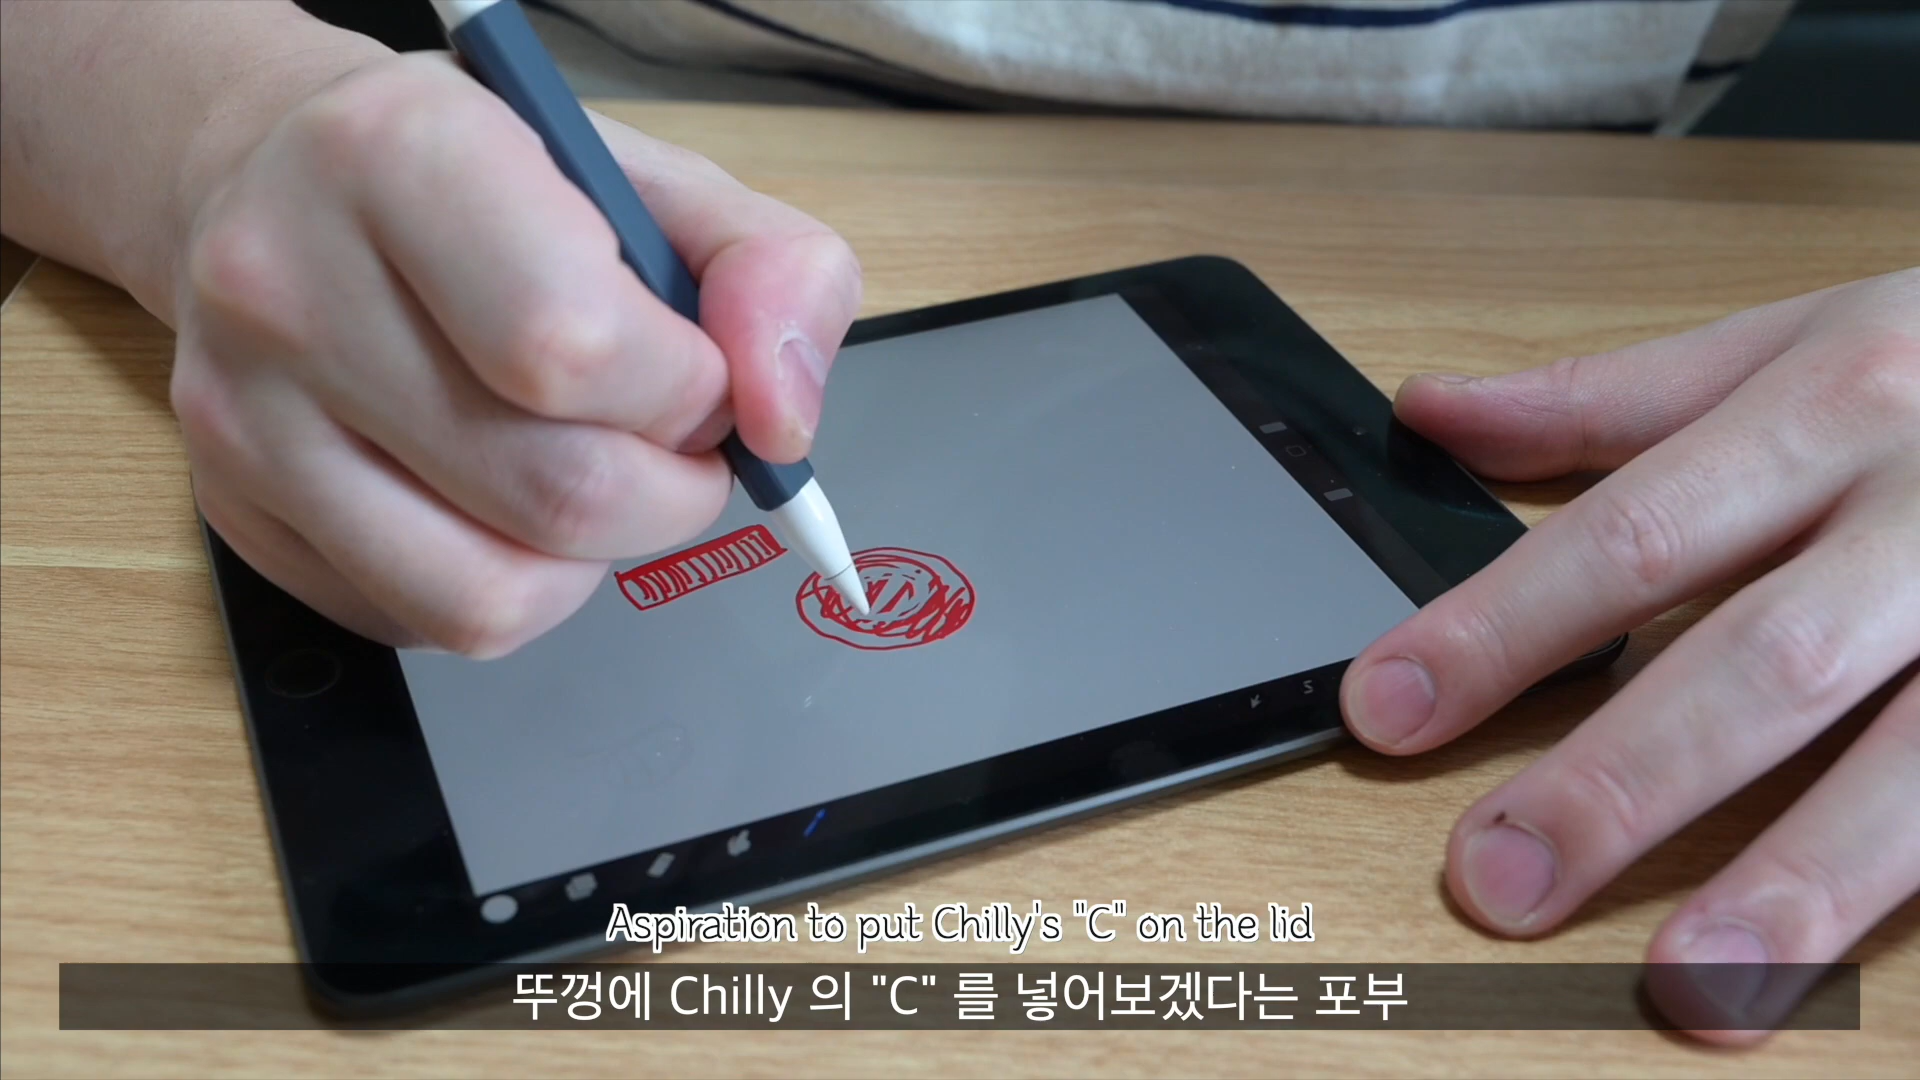 Aspiration to put Chilly's "C" on the lid
뚜껑에 Chilly 의 "C" 를 넣어보겠다는 포부